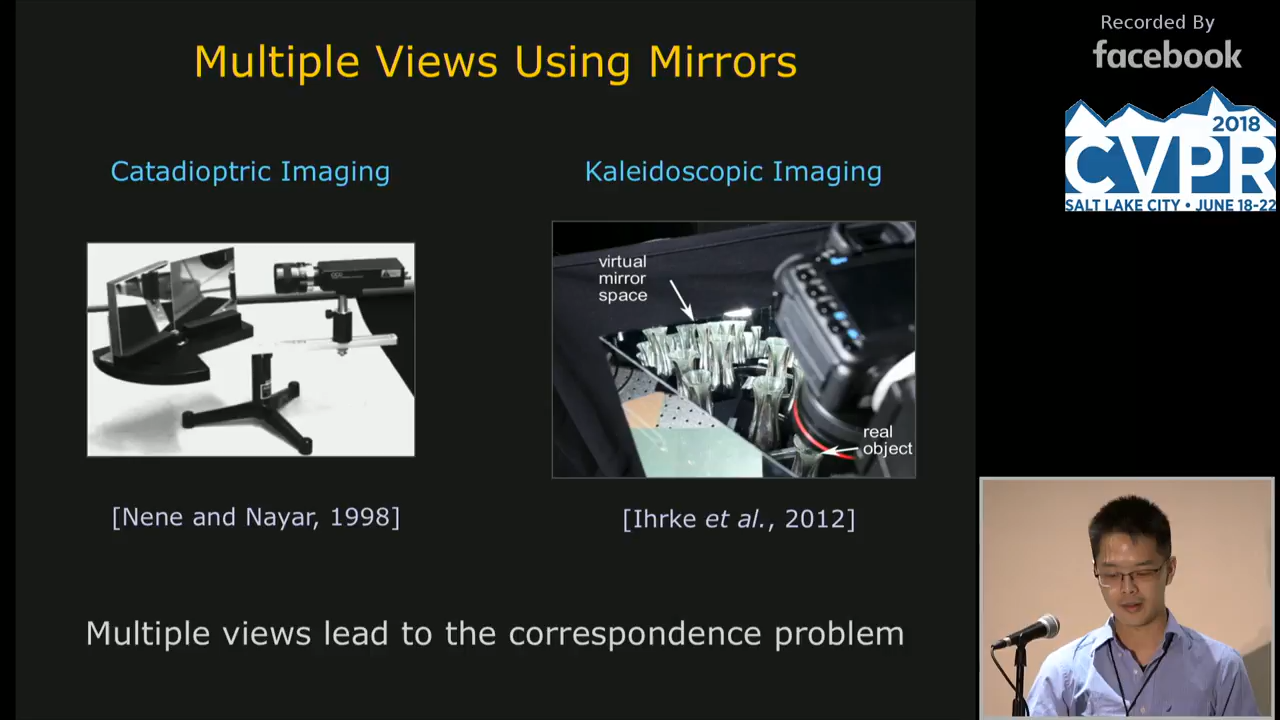 Multiple Views Using Mirrors
Catadioptric Imaging
Kaleidoscopic Imaging
virtual
mirror
space
real
object
[Nene and Nayar, 1998]
[Ihrke et al., 2012]
Multiple views lead to the correspondence problem
Recorded By
facebook
2018
CVPR
SALT LAKE CITY • JUNE 18-22